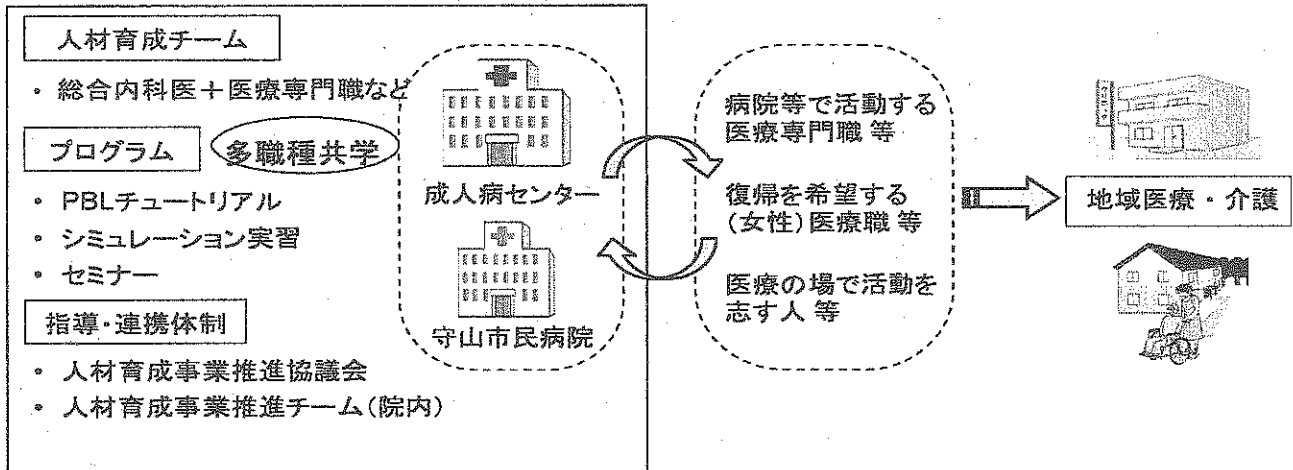 人材育成チーム
・ 総合内科医＋医療専門職など
プログラム
多職種共学
・ PBLチュートリアル
・ シミュレーション実習
・ セミナー
指導・連携体制
・ 人材育成事業推進協議会
・ 人材育成事業推進チーム(院内)
成人病センター
守山市民病院
病院等で活動する
医療専門職 等
復帰を希望する
(女性)医療職 等
医療の場で活動を
志す人 等
地域医療・介護